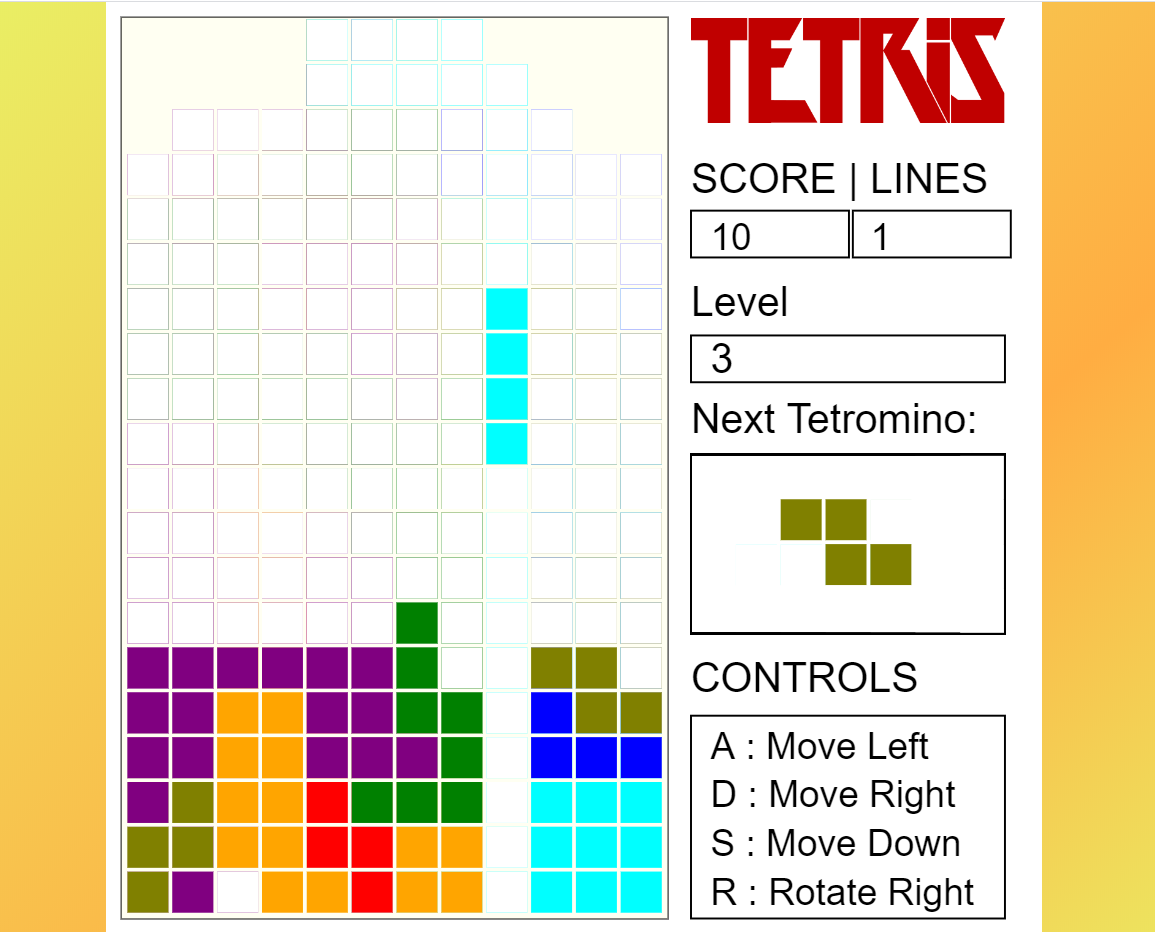 TETRiS
SCORE | LINES
10 1
Level
3
Next Tetromino:
CONTROLS
A : Move Left
D : Move Right
S : Move Down
R : Rotate Right